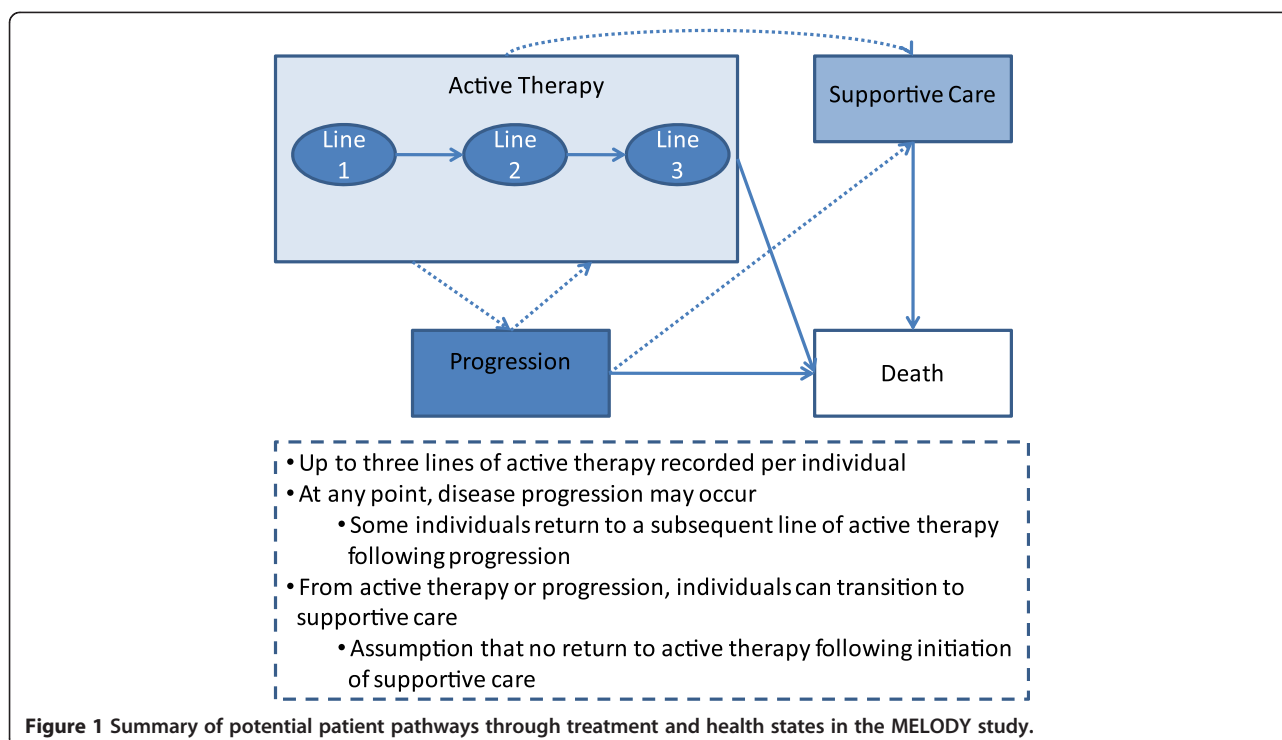 Active Therapy
Supportive Care
Line
1
Line
2
Line
3
Progression
Death
• Up to three lines of active therapy recorded per individual
• At any point, disease progression may occur
• Some individuals return to a subsequent line of active therapy
following progression
• From active therapy or progression, individuals can transition to
supportive care
• Assumption that no return to active therapy following initiation
of supportive care
Figure 1 Summary of potential patient pathways through treatment and health states in the MELODY study.